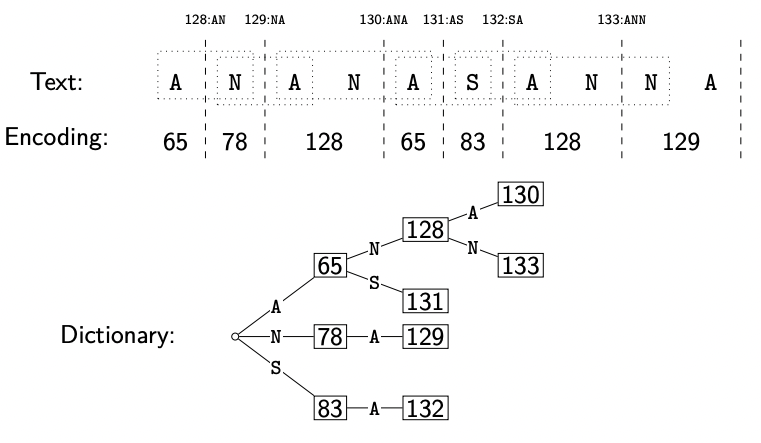 128:AN 129:NA 130:ANA 131:AS 132:SA 133:ANN
Text: A N A N A S A N N A
Encoding: 65 78 128 65 83 128 129
130
A
128
N N
65 133
S
A 131
Dictionary: N 78 A 129
S
83 A 132